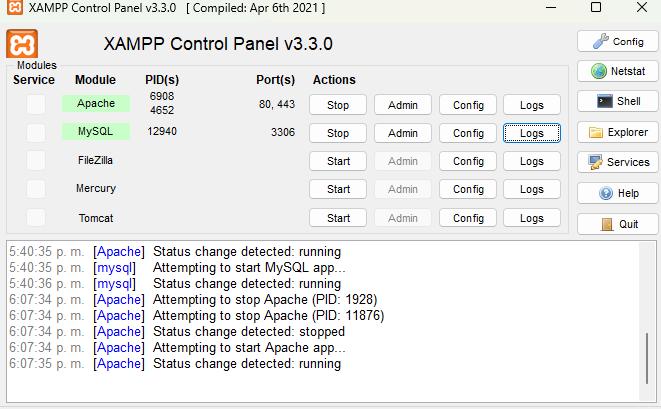 XAMPP Control Panel v3.3.0 [ Compiled: Apr 6th 2021 ]
XAMPP Control Panel v3.3.0
Config
Modules
Service Module PID(s) Port(s) Actions
Netstat
Apache 6908 4652 80, 443 Stop Admin Config Logs
Shell
MySQL 12940 3306 Stop Admin Config Logs
Explorer
FileZilla Start Admin Config Logs
Services
Mercury Start Admin Config Logs
Help
Tomcat Start Admin Config Logs
Quit
5:40:35 p. m. [Apache] Status change detected: running
5:40:35 p. m. [mysql] Attempting to start MySQL app...
5:40:36 p. m. [mysql] Status change detected: running
6:07:34 p. m. [Apache] Attempting to stop Apache (PID: 1928)
6:07:34 p. m. [Apache] Attempting to stop Apache (PID: 11876)
6:07:34 p. m. [Apache] Status change detected: stopped
6:07:34 p. m. [Apache] Attempting to start Apache app...
6:07:35 p. m. [Apache] Status change detected: running